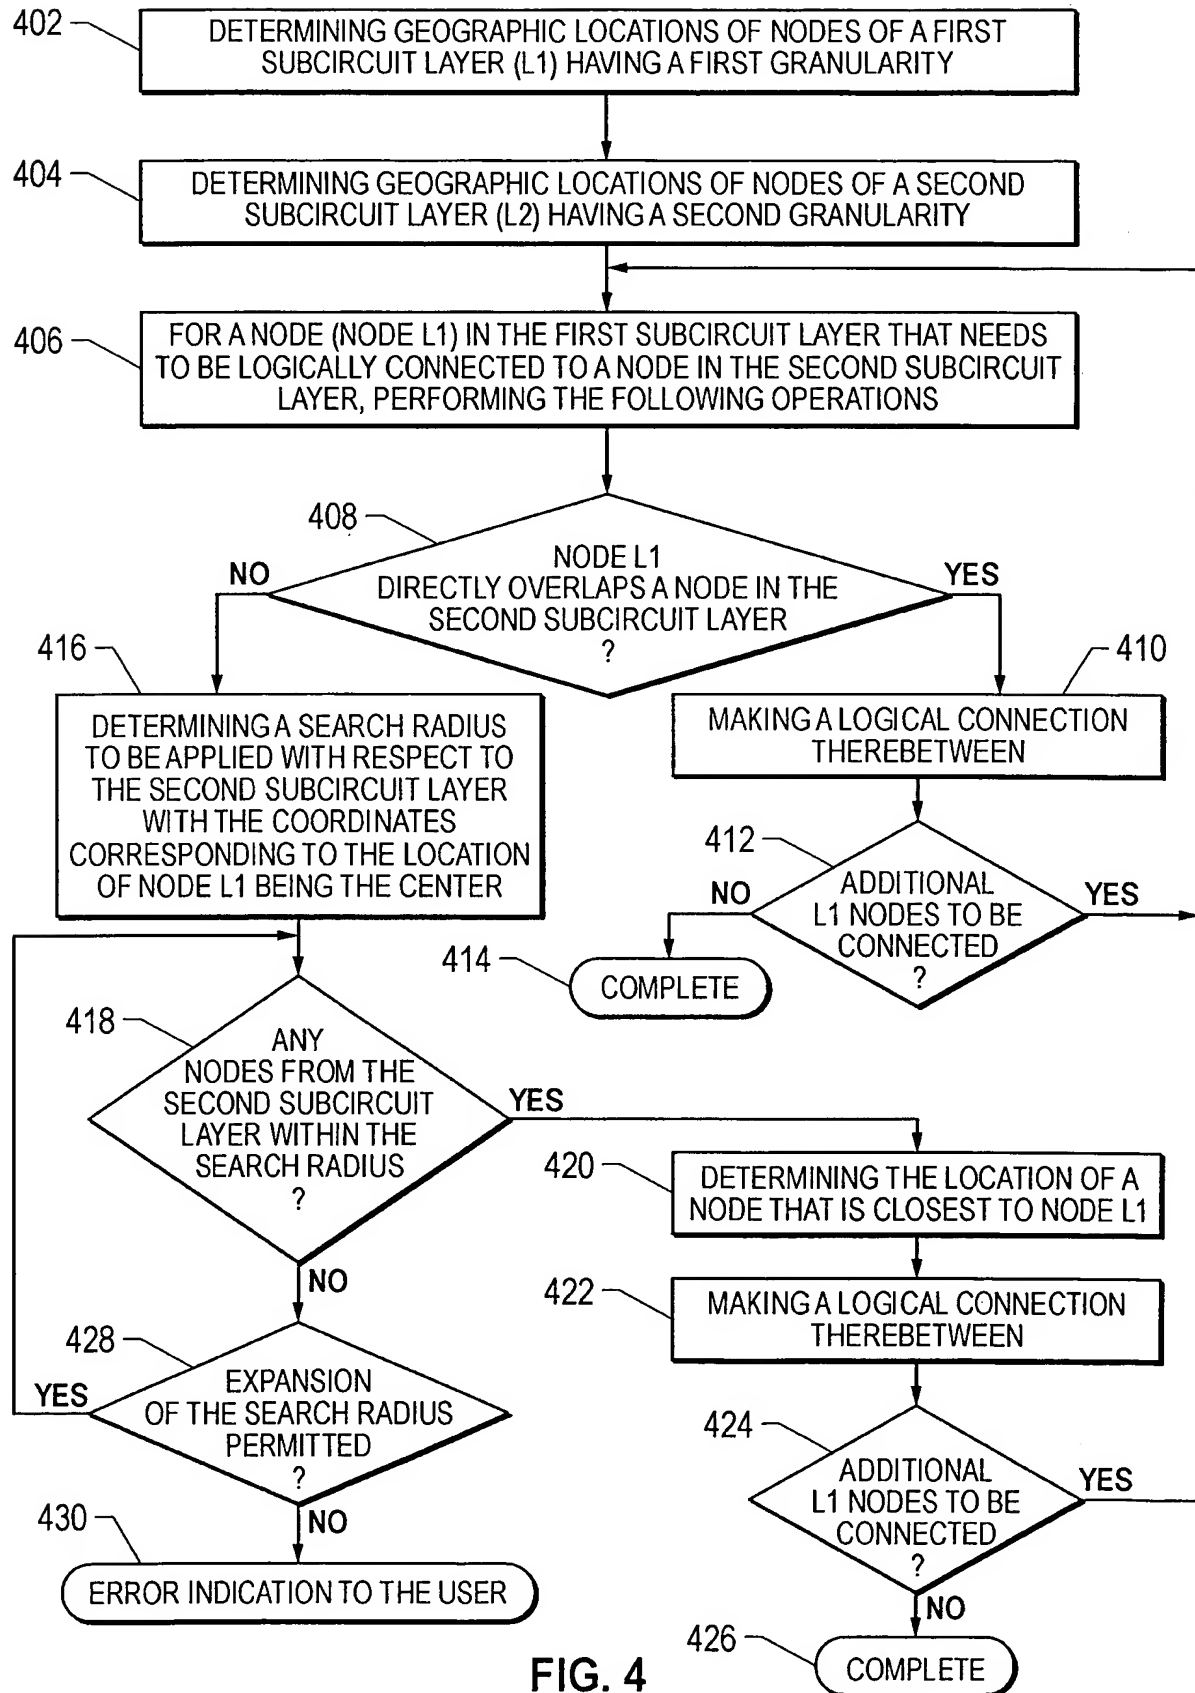 402
DETERMINING GEOGRAPHIC LOCATIONS OF NODES OF A FIRST
SUBCIRCUIT LAYER (L1) HAVING A FIRST GRANULARITY
404
DETERMINING GEOGRAPHIC LOCATIONS OF NODES OF A SECOND
SUBCIRCUIT LAYER (L2) HAVING A SECOND GRANULARITY
406
FOR A NODE (NODE L1) IN THE FIRST SUBCIRCUIT LAYER THAT NEEDS
TO BE LOGICALLY CONNECTED TO A NODE IN THE SECOND SUBCIRCUIT
LAYER, PERFORMING THE FOLLOWING OPERATIONS
408
NODE L1
DIRECTLY OVERLAPS A NODE IN THE
SECOND SUBCIRCUIT LAYER
?
NO
YES
416
DETERMINING A SEARCH RADIUS
TO BE APPLIED WITH RESPECT TO
THE SECOND SUBCIRCUIT LAYER
WITH THE COORDINATES
CORRESPONDING TO THE LOCATION
OF NODE L1 BEING THE CENTER
410
MAKING A LOGICAL CONNECTION
THEREBETWEEN
412
ADDITIONAL
L1 NODES TO BE
CONNECTED
?
NO
YES
414
COMPLETE
418
ANY
NODES FROM THE
SECOND SUBCIRCUIT
LAYER WITHIN THE
SEARCH RADIUS
?
YES
NO
420
DETERMINING THE LOCATION OF A
NODE THAT IS CLOSEST TO NODE L1
422
MAKING A LOGICAL CONNECTION
THEREBETWEEN
428
EXPANSION
OF THE SEARCH RADIUS
PERMITTED
?
YES
NO
424
ADDITIONAL
L1 NODES TO BE
CONNECTED
?
YES
NO
430
ERROR INDICATION TO THE USER
426
COMPLETE
FIG. 4